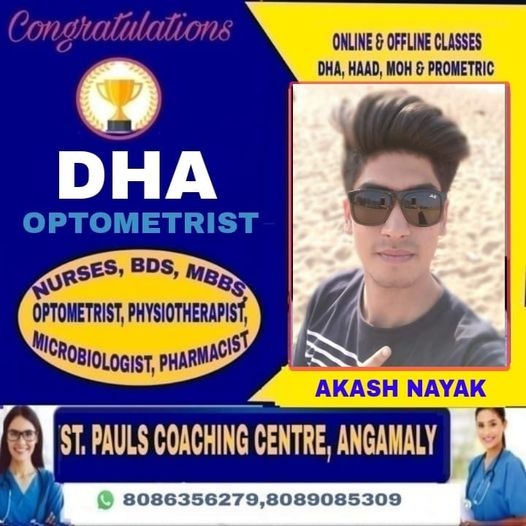 Congratulations
ONLINE & OFFLINE CLASSES
DHA, HAAD, MOH & PROMETRIC
DHA
OPTOMETRIST
NURSES, BDS, MBBS,
OPTOMETRIST, PHYSIOTHERAPIST,
MICROBIOLOGIST, PHARMACIST
AKASH NAYAK
ST. PAULS COACHING CENTRE, ANGAMALY
8086356279,8089085309